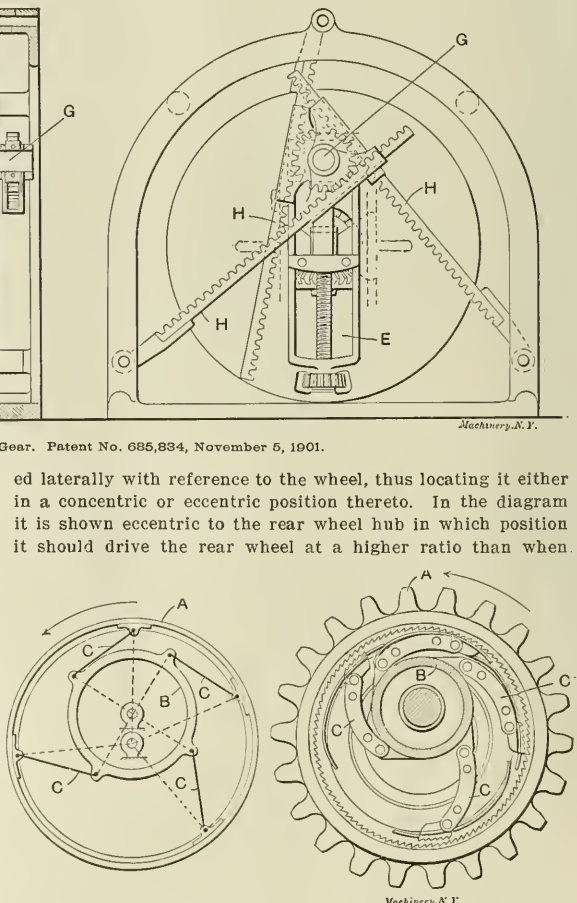 G
G
H
H
H
E
Machinery, N. Y.
Gear. Patent No. 685,834, November 5, 1901.
ed laterally with reference to the wheel, thus locating it either
in a concentric or eccentric position thereto. In the diagram
it is shown eccentric to the rear wheel hub in which position
it should drive the rear wheel at a higher ratio than when
A
A
C
C
B
B
C
C
C
C
C
Machinery, N. Y.